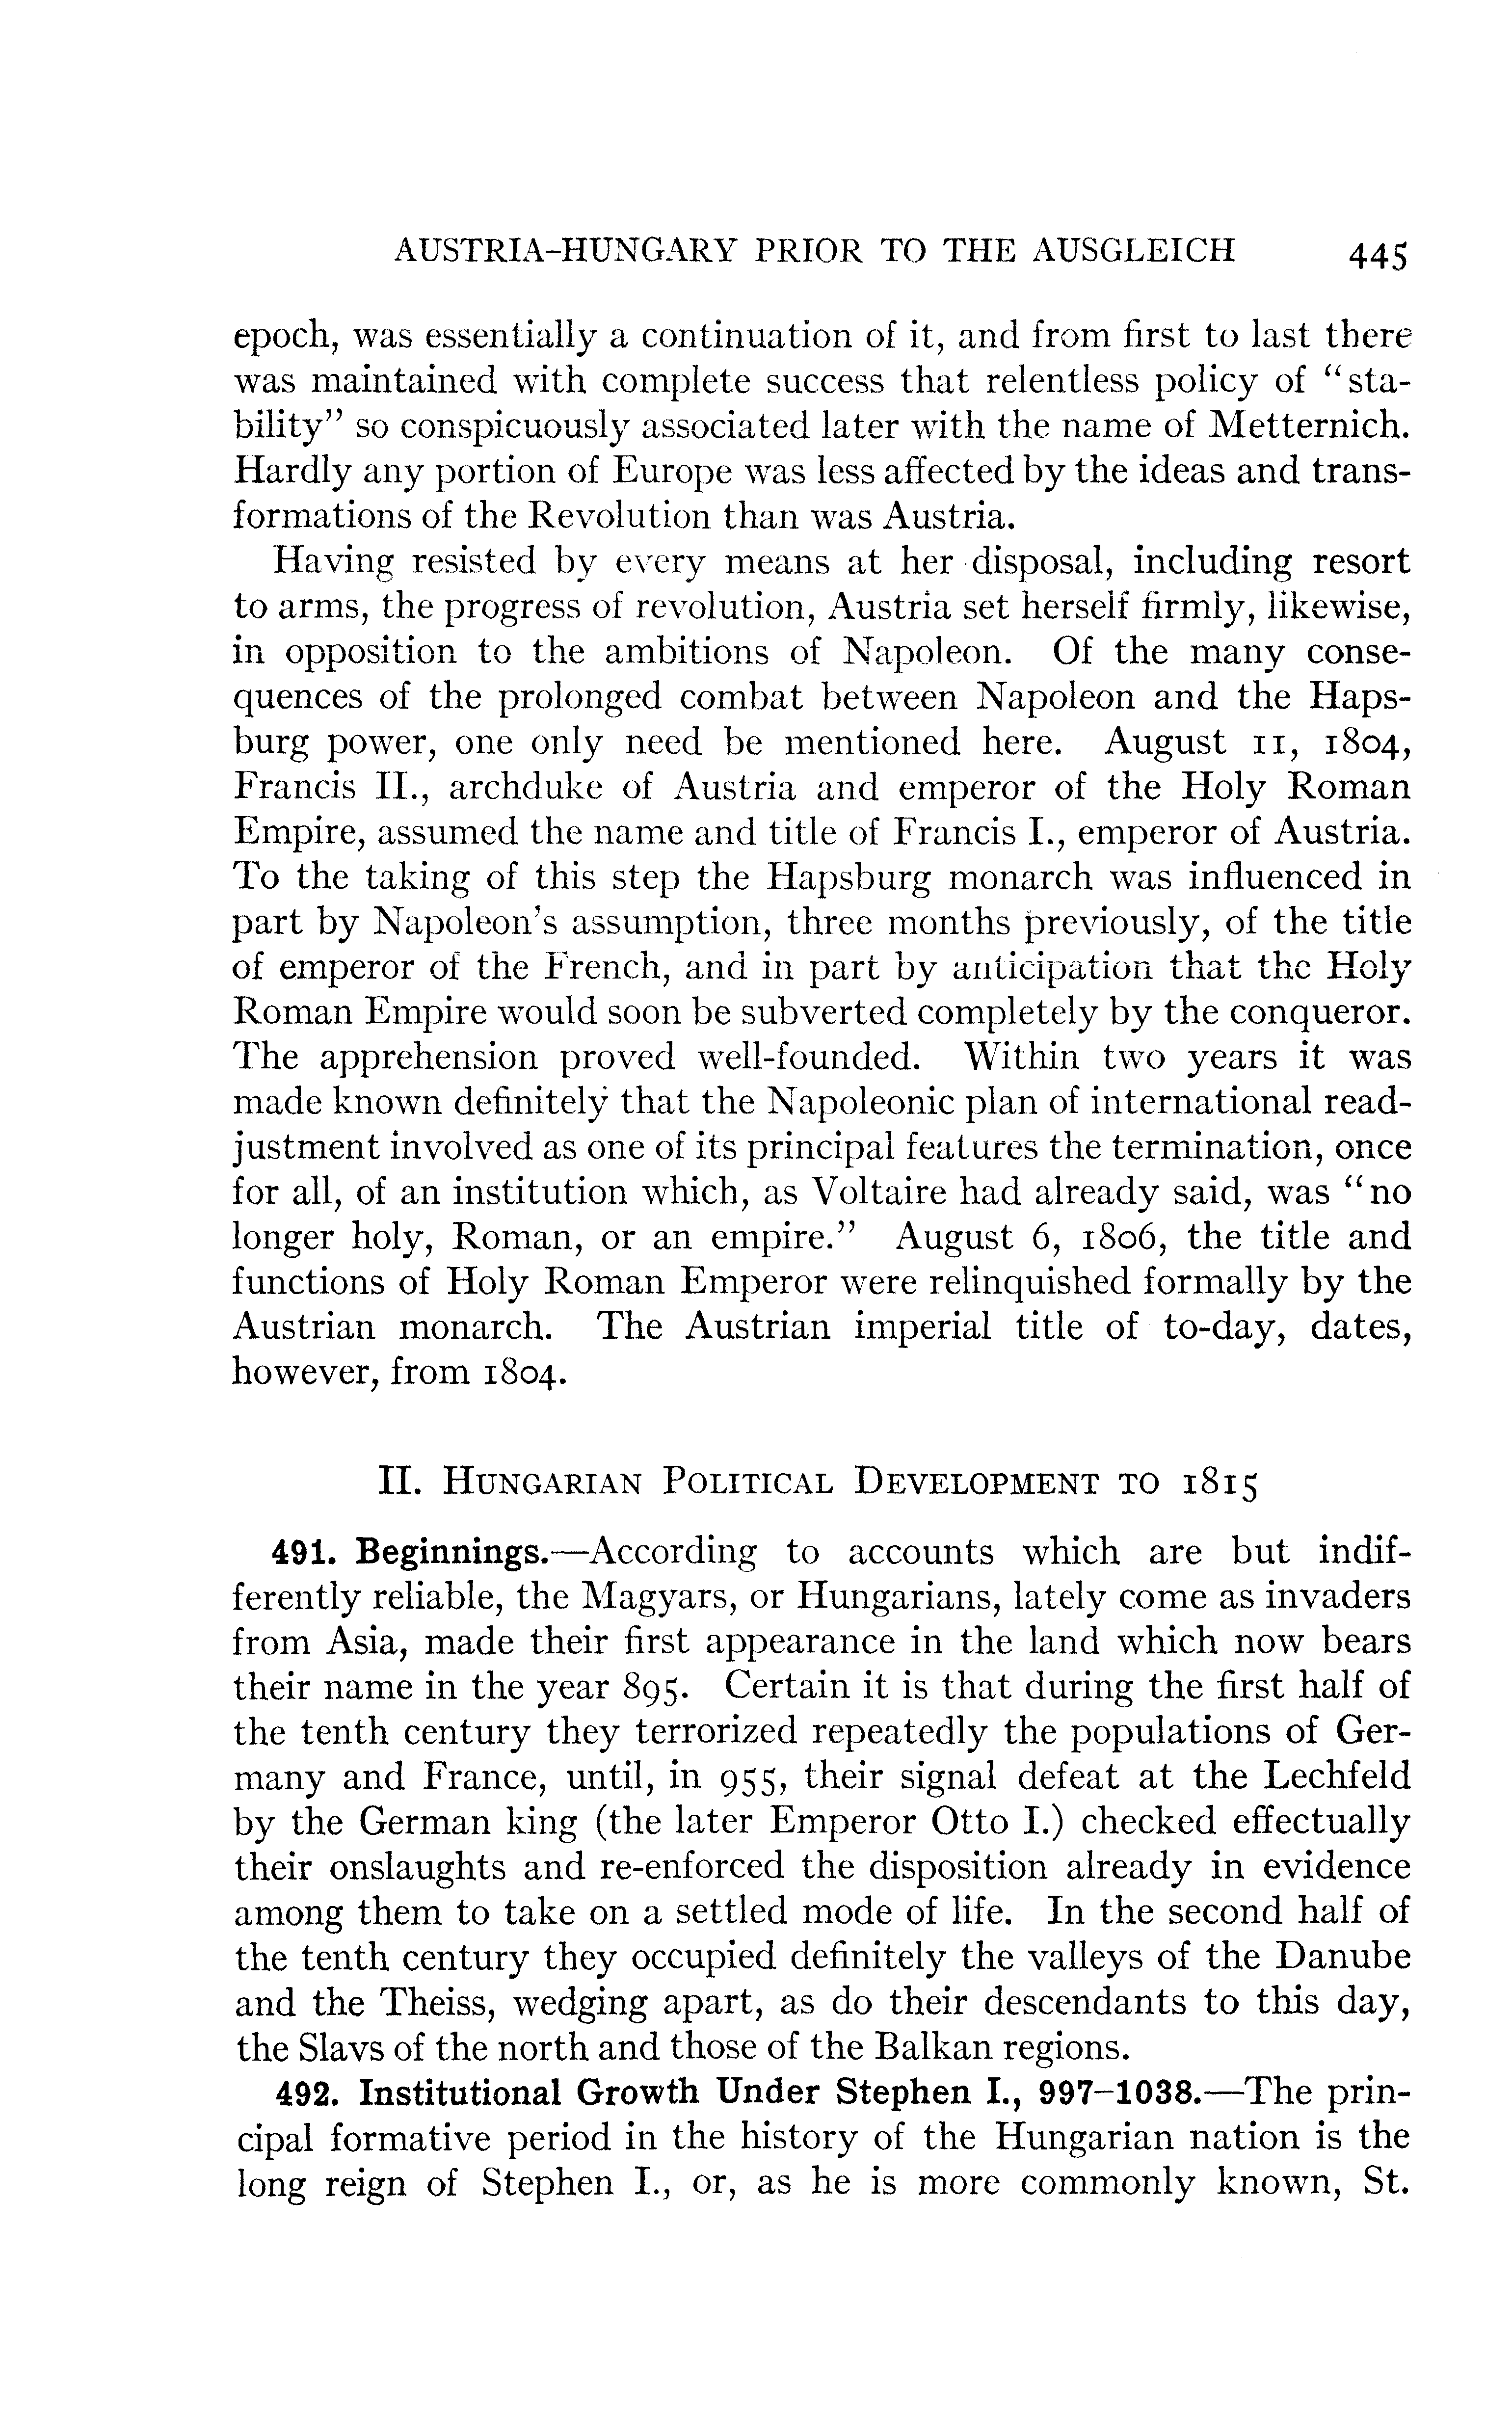 AUSTRIA-HUNGARY PRIOR TO THE AUSGLEICH 445
epoch, was essentially a continuation of it, and from first to last there
was maintained with complete success that relentless policy of “sta-
bility” so conspicuously associated later with the name of Metternich.
Hardly any portion of Europe was less affected by the ideas and trans-
formations of the Revolution than was Austria.
Having resisted by every means at her disposal, including resort
to arms, the progress of revolution, Austria set herself firmly, likewise,
in opposition to the ambitions of Napoleon. Of the many conse-
quences of the prolonged combat between Napoleon and the Haps-
burg power, one only need be mentioned here. August 11, 1804,
Francis II., archduke of Austria and emperor of the Holy Roman
Empire, assumed the name and title of Francis I., emperor of Austria.
To the taking of this step the Hapsburg monarch was influenced in
part by Napoleon’s assumption, three months previously, of the title
of emperor of the French, and in part by anticipation that the Holy
Roman Empire would soon be subverted completely by the conqueror.
The apprehension proved well-founded. Within two years it was
made known definitely that the Napoleonic plan of international read-
justment involved as one of its principal features the termination, once
for all, of an institution which, as Voltaire had already said, was “no
longer holy, Roman, or an empire.” August 6, 1806, the title and
functions of Holy Roman Emperor were relinquished formally by the
Austrian monarch. The Austrian imperial title of to-day, dates,
however, from 1804.
II. HUNGARIAN POLITICAL DEVELOPMENT TO 1815
491. Beginnings.—According to accounts which are but indif-
ferently reliable, the Magyars, or Hungarians, lately come as invaders
from Asia, made their first appearance in the land which now bears
their name in the year 895. Certain it is that during the first half of
the tenth century they terrorized repeatedly the populations of Ger-
many and France, until, in 955, their signal defeat at the Lechfeld
by the German king (the later Emperor Otto I.) checked effectually
their onslaughts and re-enforced the disposition already in evidence
among them to take on a settled mode of life. In the second half of
the tenth century they occupied definitely the valleys of the Danube
and the Theiss, wedging apart, as do their descendants to this day,
the Slavs of the north and those of the Balkan regions.
492. Institutional Growth Under Stephen I., 997–1038.—The prin-
cipal formative period in the history of the Hungarian nation is the
long reign of Stephen I., or, as he is more commonly known, St.